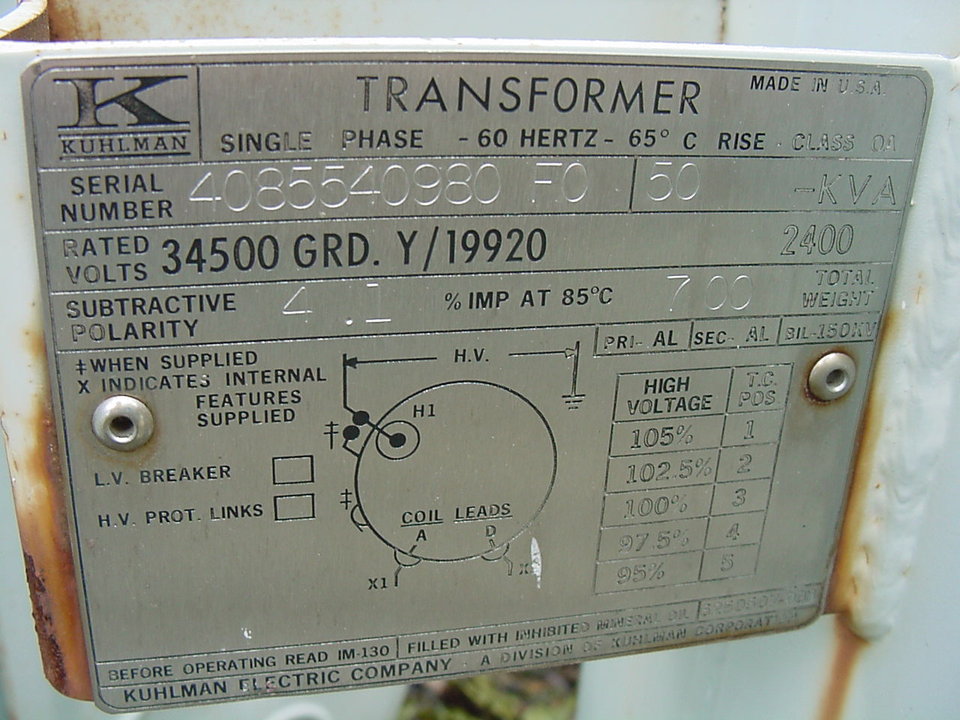 K
KUHLMAN
TRANSFORMER
MADE IN U.S.A.
SINGLE PHASE - 60 HERTZ - 65° C RISE · CLASS OA
SERIAL NUMBER 4085540980 F0 50 -KVA
RATED VOLTS 34500 GRD. Y/19920 2400
SUBTRACTIVE POLARITY 4.1 % IMP AT 85°C 700 TOTAL WEIGHT
PRI- AL SEC- AL BIL-150KV
‡WHEN SUPPLIED
X INDICATES INTERNAL
FEATURES
SUPPLIED
L.V. BREAKER
H.V. PROT. LINKS
H.V.
H1
‡
‡
COIL LEADS
A D
X1 X
HIGH VOLTAGE T.C. POS
105% 1
102.5% 2
100% 3
97.5% 4
95% 5
BEFORE OPERATING READ IM-130 FILLED WITH INHIBITED MINERAL OIL
KUHLMAN ELECTRIC COMPANY · A DIVISION OF KUHLMAN CORPORATION